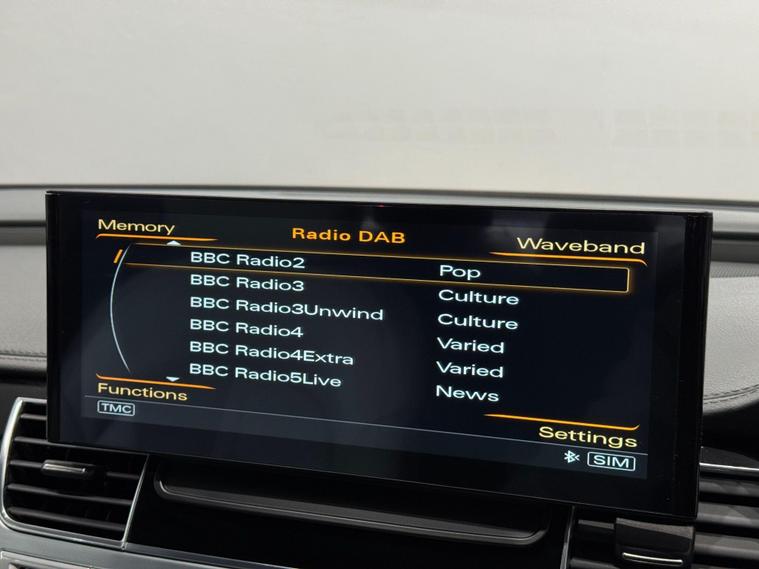 Memory
Radio DAB
Waveband
BBC Radio2 Pop
BBC Radio3 Culture
BBC Radio3Unwind Culture
BBC Radio4 Varied
BBC Radio4Extra Varied
BBC Radio5Live News
Functions
Settings
TMC
SIM